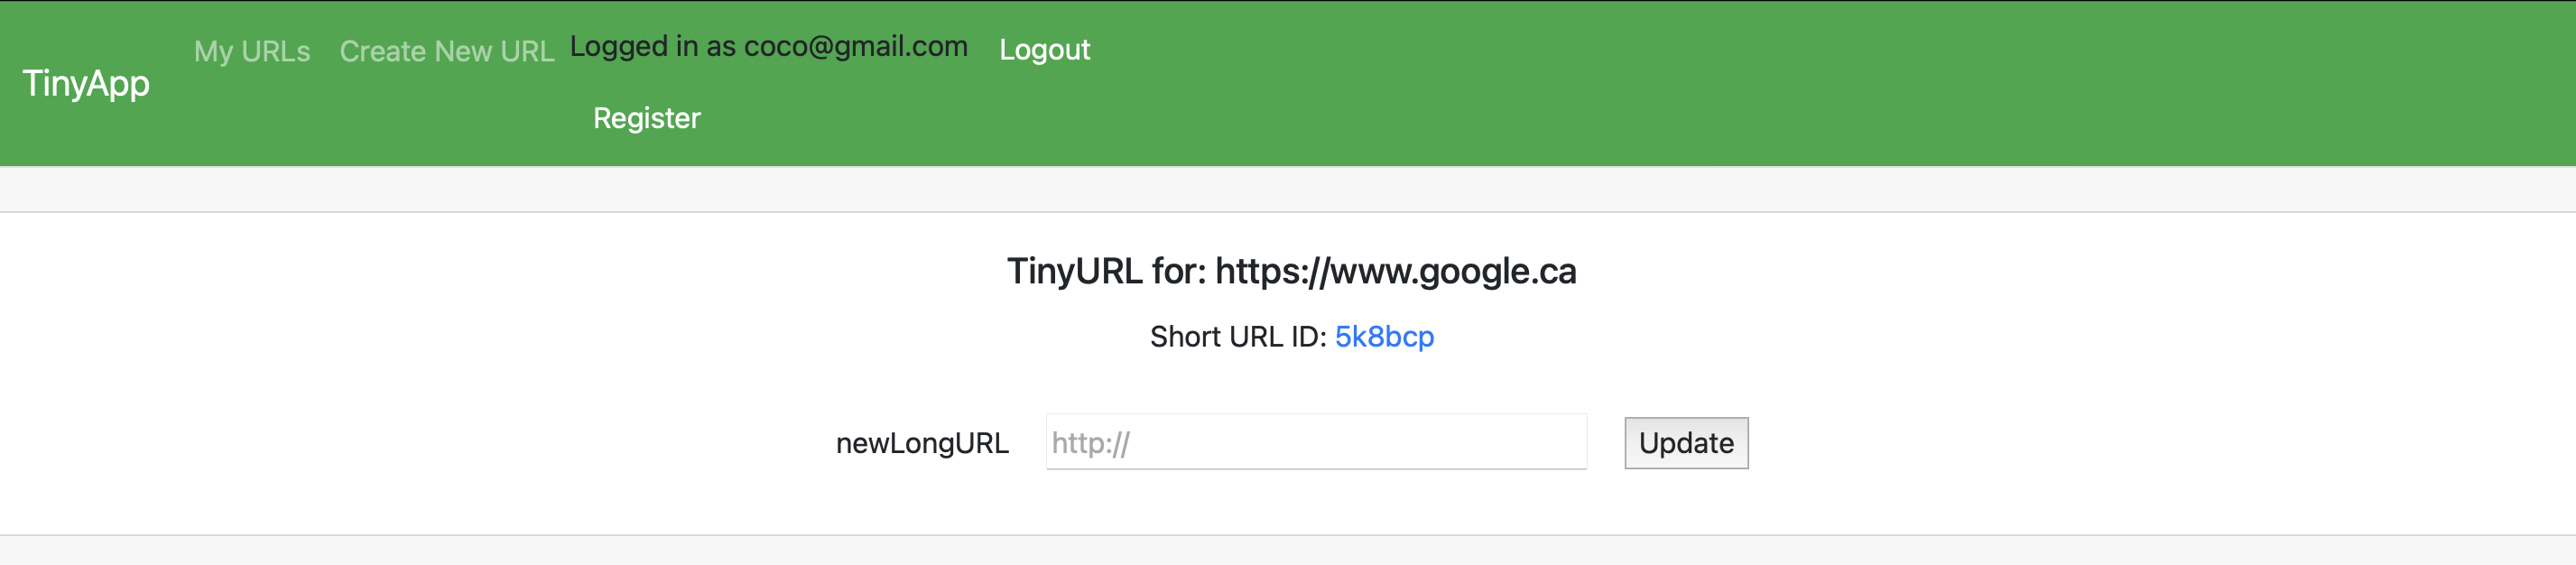 TinyApp
My URLs Create New URL Logged in as coco@gmail.com Logout
Register
TinyURL for: https://www.google.ca
Short URL ID: 5k8bcp
newLongURL http:// Update